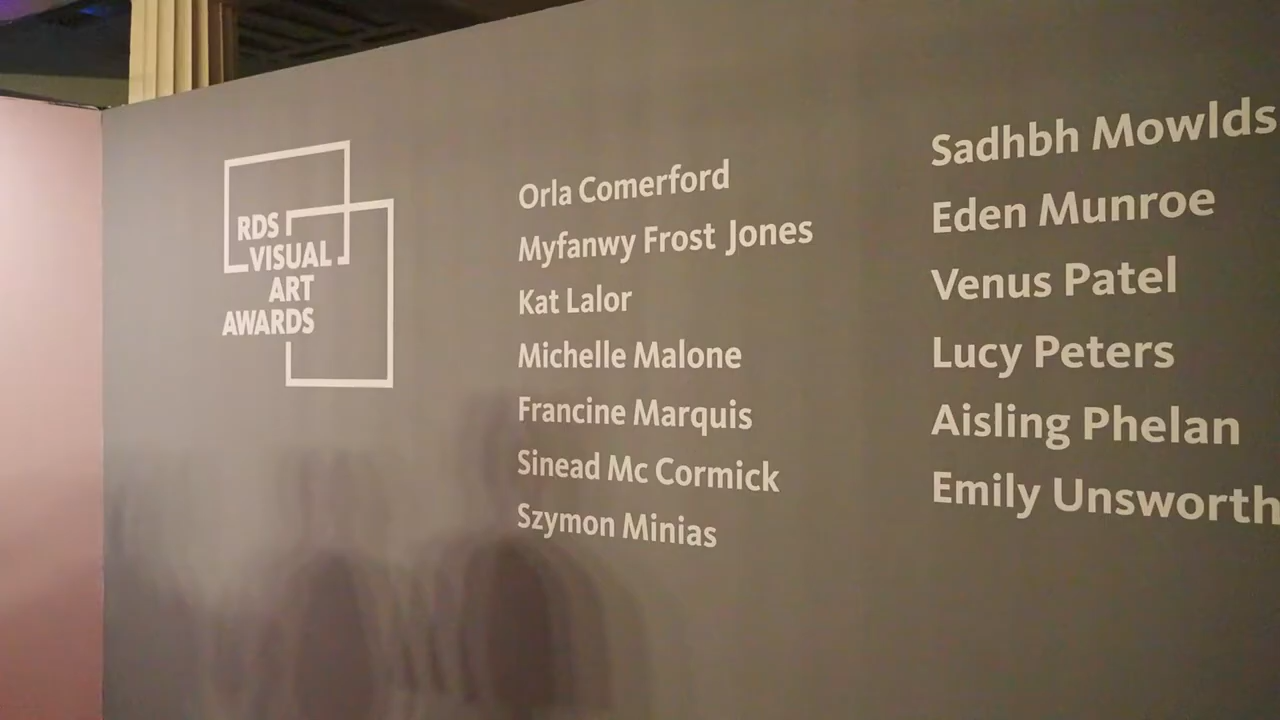 RDS
VISUAL
ART
AWARDS
Orla Comerford
Myfanwy Frost Jones
Kat Lalor
Michelle Malone
Francine Marquis
Sinead Mc Cormick
Szymon Minias
Sadhbh Mowlds
Eden Munroe
Venus Patel
Lucy Peters
Aisling Phelan
Emily Unsworth